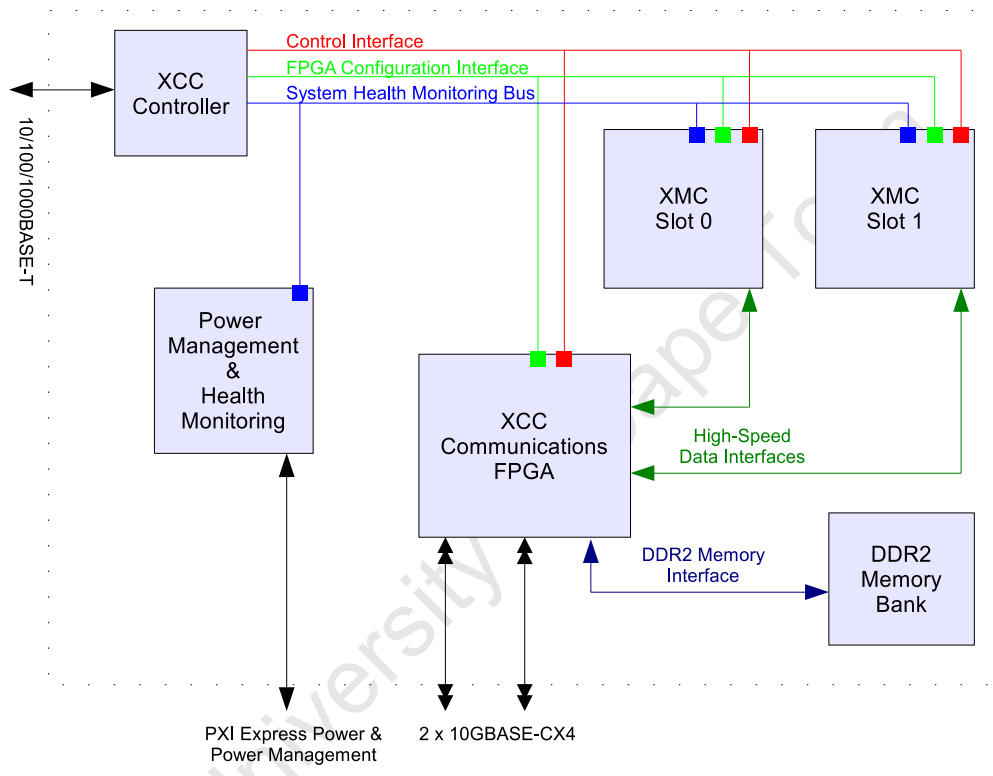 Control Interface
XCC
Controller
FPGA Configuration Interface
System Health Monitoring Bus
10/100/1000BASE-T
XMC
Slot 0
XMC
Slot 1
Power
Management
&
Health
Monitoring
XCC
Communications
FPGA
High-Speed
Data Interfaces
DDR2 Memory
Interface
DDR2
Memory
Bank
PXI Express Power &
Power Management
2 x 10GBASE-CX4